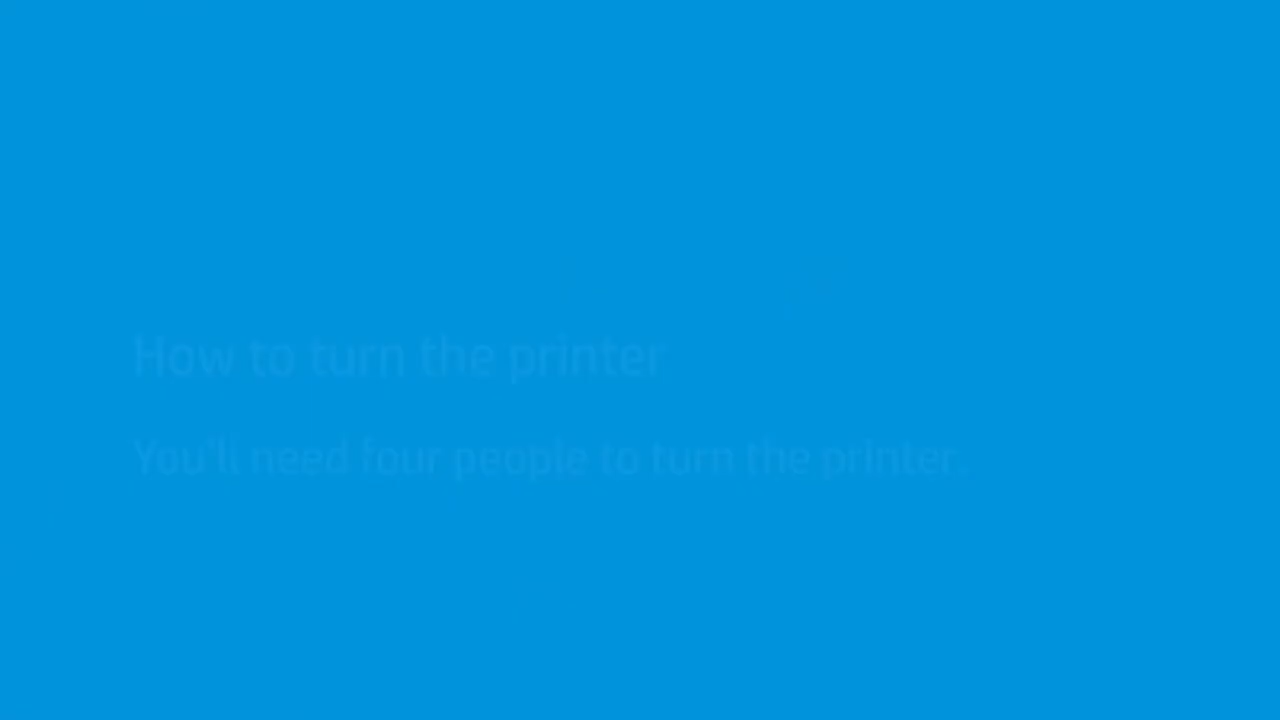 How to turn the printer
You'll need four people to turn the printer.